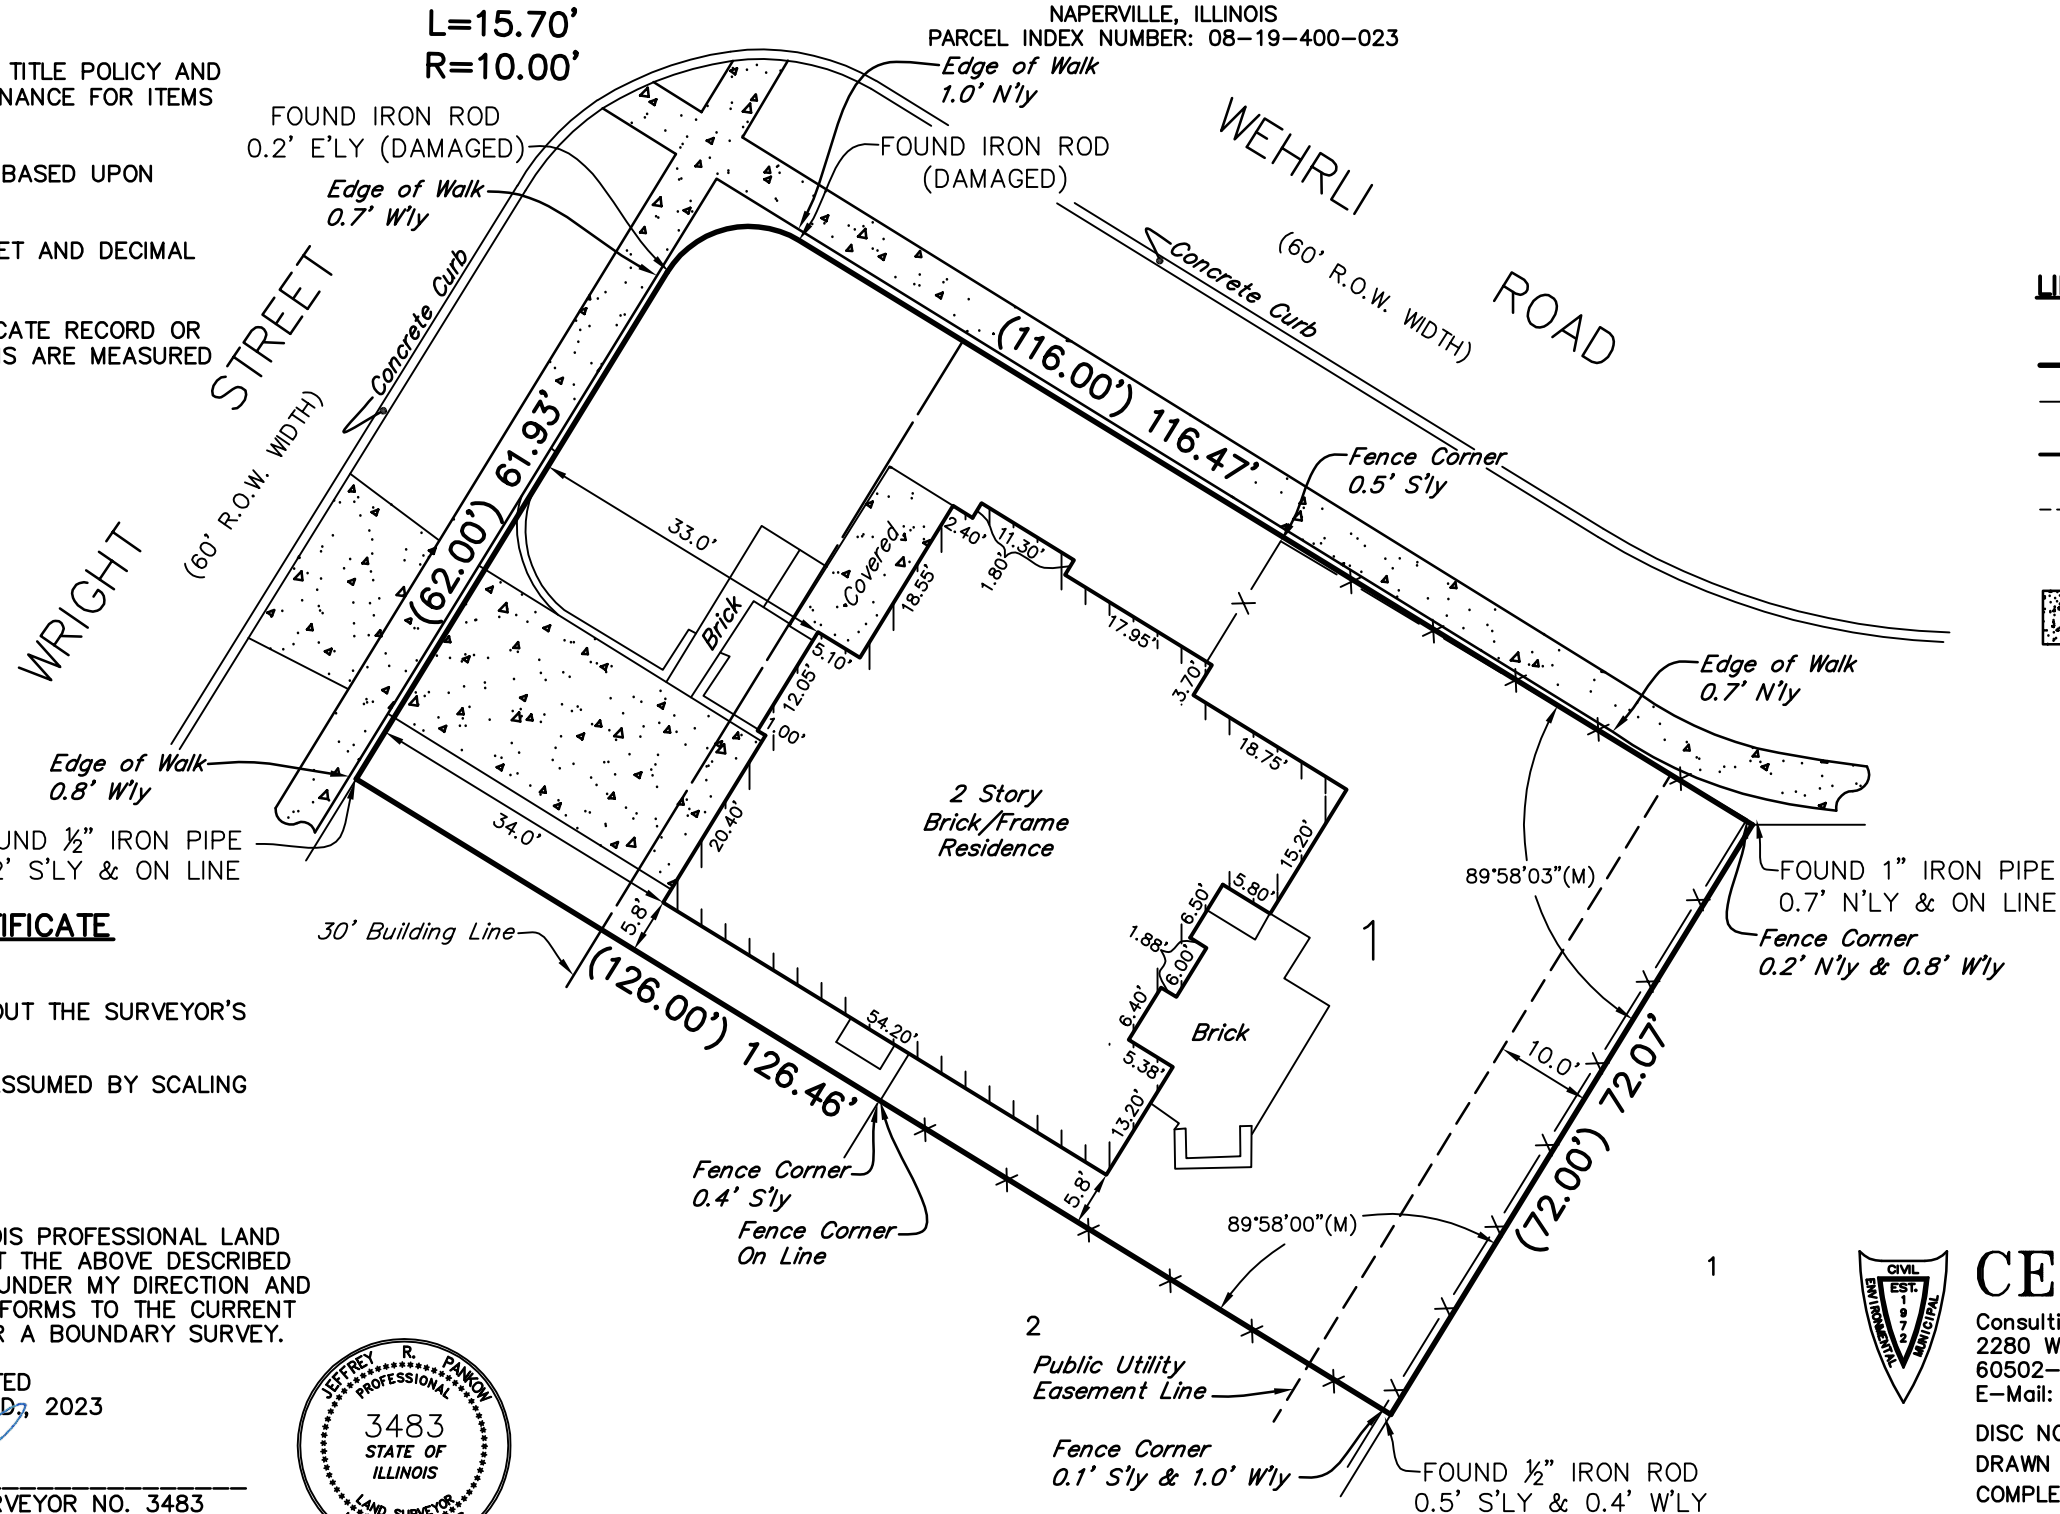 L=15.70'
R=10.00'
NAPERVILLE, ILLINOIS
PARCEL INDEX NUMBER: 08-19-400-023
TITLE POLICY AND
NANCE FOR ITEMS
BASED UPON
ET AND DECIMAL
CATE RECORD OR
NS ARE MEASURED
FOUND IRON ROD
0.2' E'LY (DAMAGED)
Edge of Walk
0.7' W'ly
Edge of Walk
1.0' N'ly
FOUND IRON ROD
(DAMAGED)
WEHRLI
ROAD
(60' R.O.W. WIDTH)
Concrete Curb
WRIGHT
STREET
(60' R.O.W. WIDTH)
Concrete Curb
(62.00') 61.93'
(116.00') 116.47'
Fence Corner
0.5' S'ly
Edge of Walk
0.7' N'ly
33.0'
Covered
Brick
2.40'
11.30'
1.80'
18.55'
17.95'
3.70'
5.10'
12.05'
1.00'
18.75'
20.40'
34.0'
5.8'
2 Story
Brick/Frame
Residence
15.20'
5.80'
6.50'
1.88'
6.00'
6.40'
5.38'
13.20'
54.20'
5.8'
Brick
1
89°58'03"(M)
10.0'
Edge of Walk
0.8' W'ly
UND ½" IRON PIPE
2' S'LY & ON LINE
30' Building Line
(126.00') 126.46'
(72.00') 72.07'
FOUND 1" IRON PIPE
0.7' N'LY & ON LINE
Fence Corner
0.2' N'ly & 0.8' W'ly
TIFICATE
OUT THE SURVEYOR'S
ASSUMED BY SCALING
Fence Corner
0.4' S'ly
Fence Corner
On Line
89°58'00"(M)
1
2
Public Utility
Easement Line
Fence Corner
0.1' S'ly & 1.0' W'ly
FOUND ½" IRON ROD
0.5' S'LY & 0.4' W'LY
OIS PROFESSIONAL LAND
T THE ABOVE DESCRIBED
UNDER MY DIRECTION AND
FORMS TO THE CURRENT
R A BOUNDARY SURVEY.
TED
D., 2023
RVEYOR NO. 3483
JEFFREY R. PANKOW
PROFESSIONAL
3483
STATE OF
ILLINOIS
LAND SURVEYOR
LI
CIVIL
ENVIRONMENTAL
MUNICIPAL
EST.
1972
CE
Consulti
2280 W
60502-
E-Mail:
DISC NO
DRAWN
COMPLE